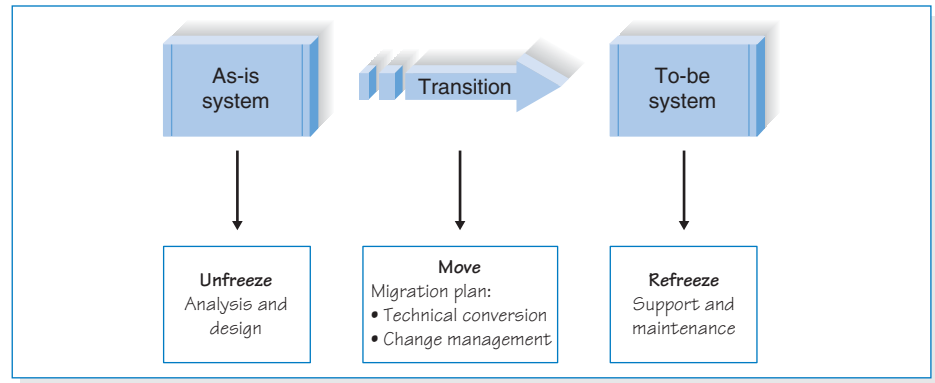 As-is
system
Transition
To-be
system
Unfreeze
Analysis and
design
Move
Migration plan:
• Technical conversion
• Change management
Refreeze
Support and
maintenance